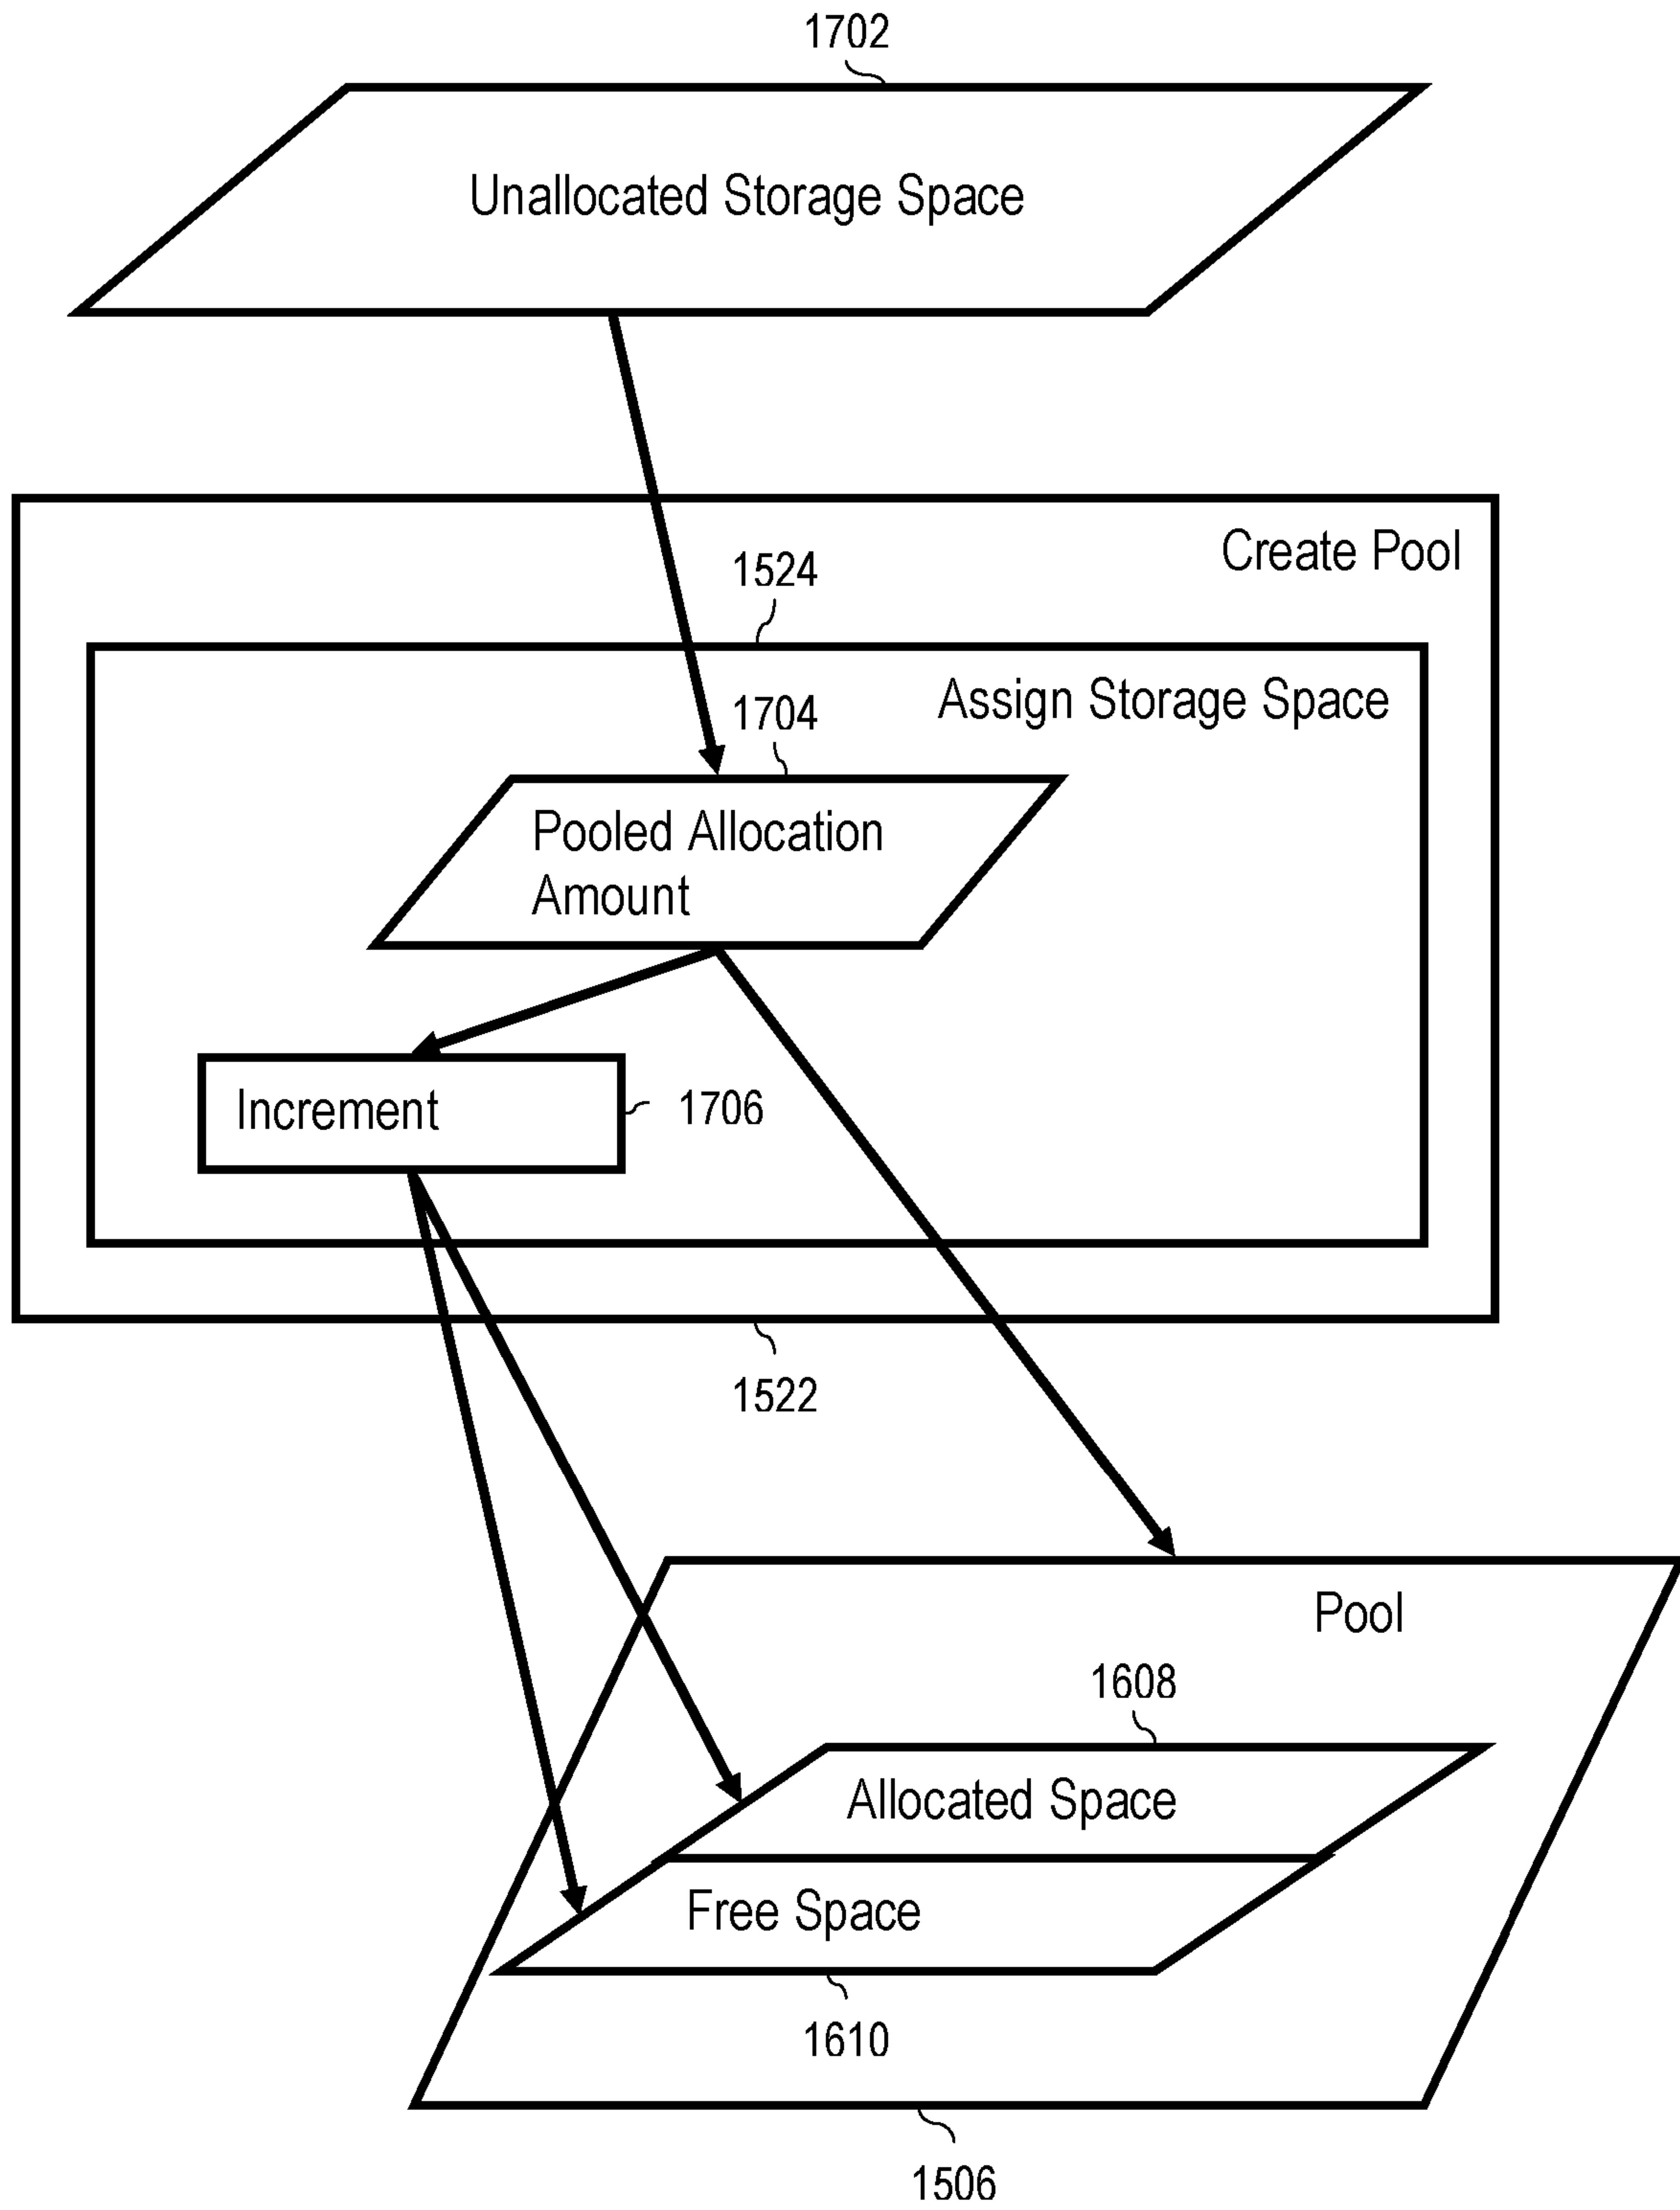 1702
Unallocated Storage Space
Create Pool
1524
Assign Storage Space
1704
Pooled Allocation
Amount
Increment
1706
1522
Pool
1608
Allocated Space
Free Space
1610
1506